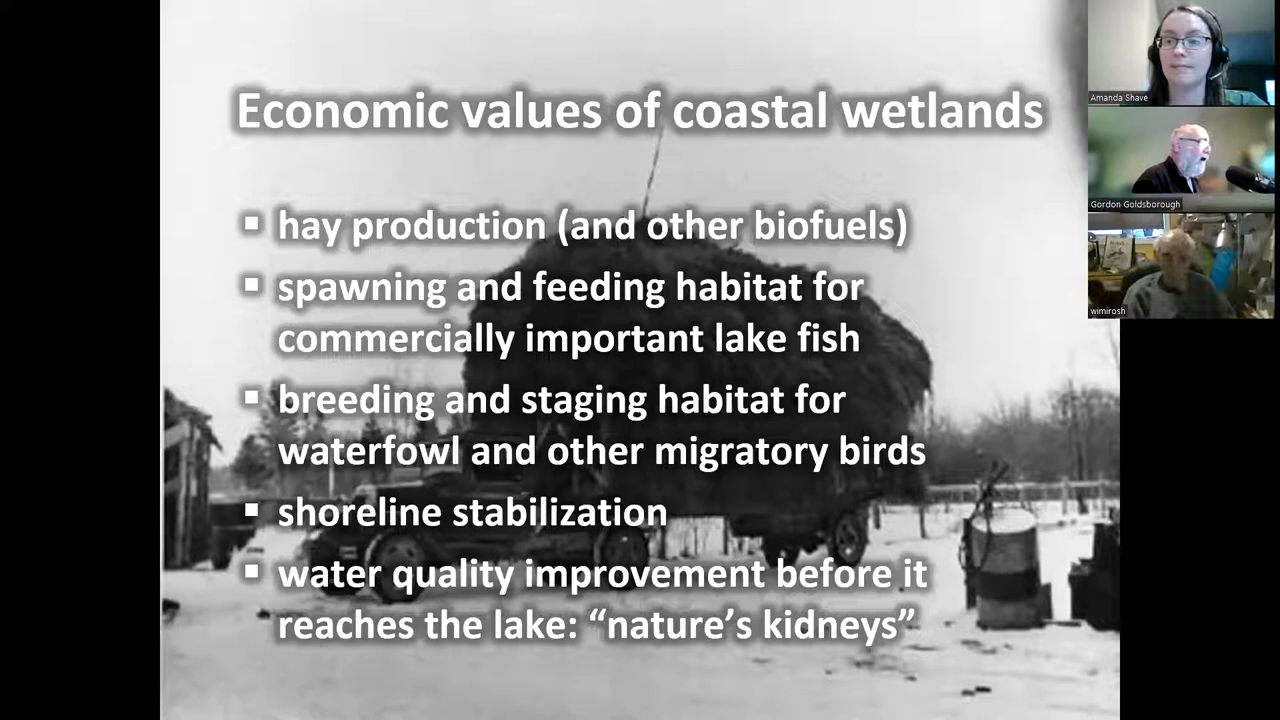 Economic values of coastal wetlands
▪ hay production (and other biofuels)
▪ spawning and feeding habitat for
commercially important lake fish
▪ breeding and staging habitat for
waterfowl and other migratory birds
▪ shoreline stabilization
▪ water quality improvement before it
reaches the lake: “nature’s kidneys”
Amanda Shave
Gordon Goldsborough
wimirosh